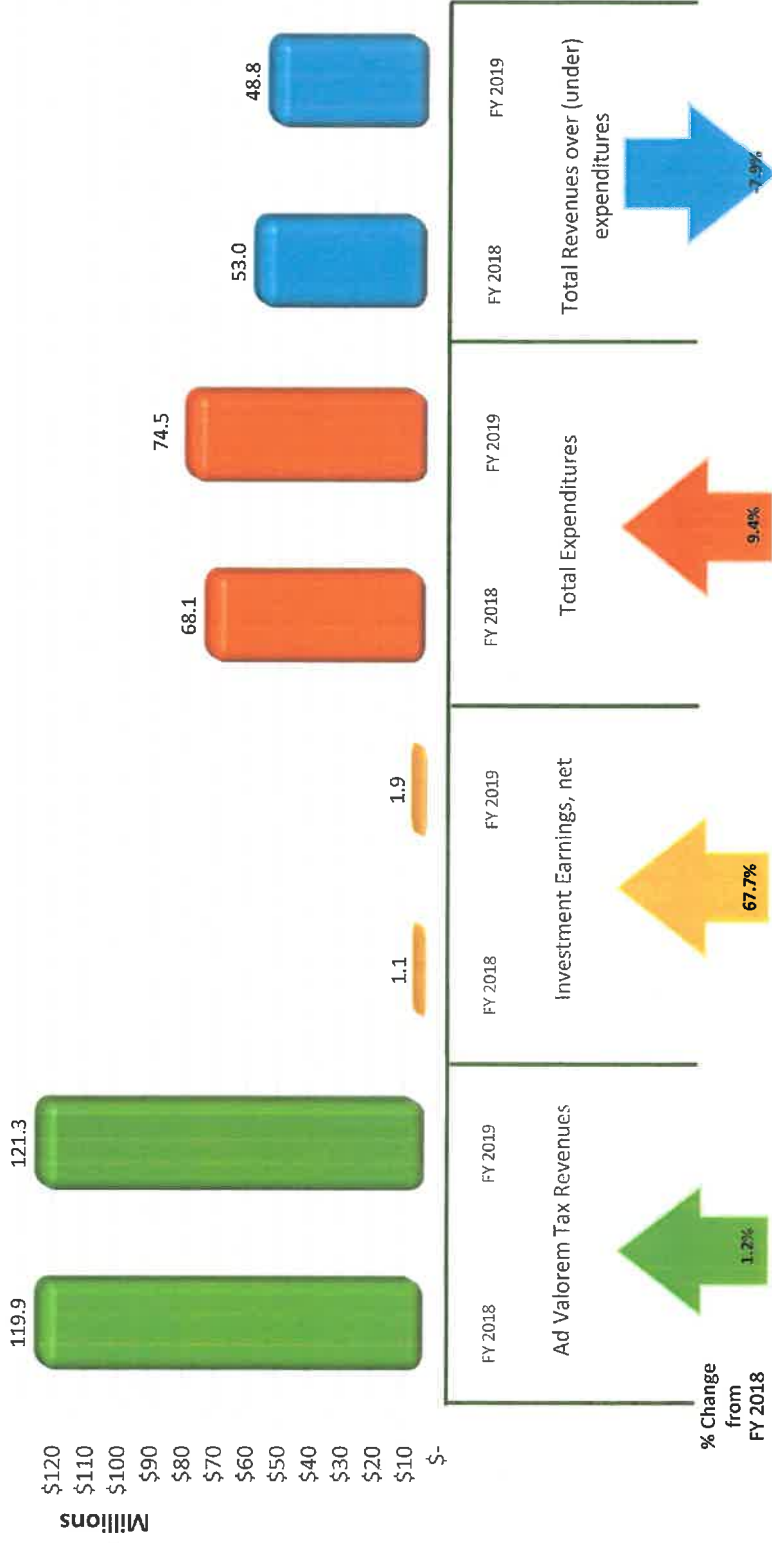 Millions
$120
$110
$100
$90
$80
$70
$60
$50
$40
$30
$20
$10
$-
119.9
121.3
1.1
1.9
68.1
74.5
53.0
48.8
FY 2018
FY 2019
FY 2018
FY 2019
FY 2018
FY 2019
FY 2018
FY 2019
Ad Valorem Tax Revenues
Investment Earnings, net
Total Expenditures
Total Revenues over (under)
expenditures
% Change
from
FY 2018
1.2%
67.7%
9.4%
-7.9%